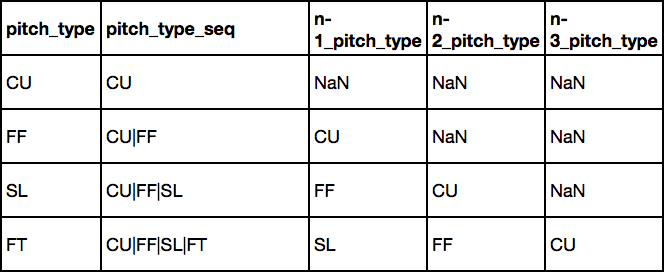 pitch_type pitch_type_seq n-1_pitch_type n-2_pitch_type n-3_pitch_type
CU CU NaN NaN NaN
FF CU|FF CU NaN NaN
SL CU|FF|SL FF CU NaN
FT CU|FF|SL|FT SL FF CU